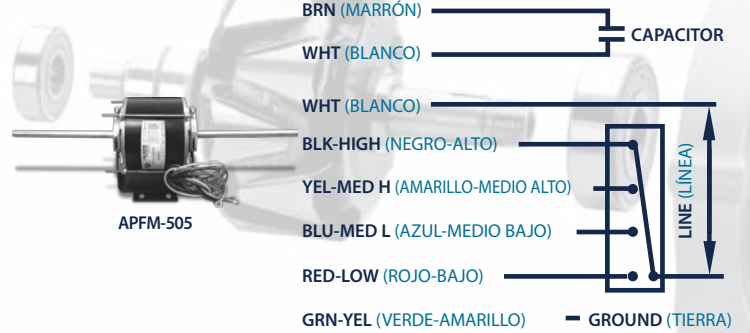 BRN (MARRÓN)
CAPACITOR
WHT (BLANCO)
WHT (BLANCO)
BLK-HIGH (NEGRO-ALTO)
YEL-MED H (AMARILLO-MEDIO ALTO)
BLU-MED L (AZUL-MEDIO BAJO)
RED-LOW (ROJO-BAJO)
LINE (LÍNEA)
GRN-YEL (VERDE-AMARILLO)
GROUND (TIERRA)
APFM-505